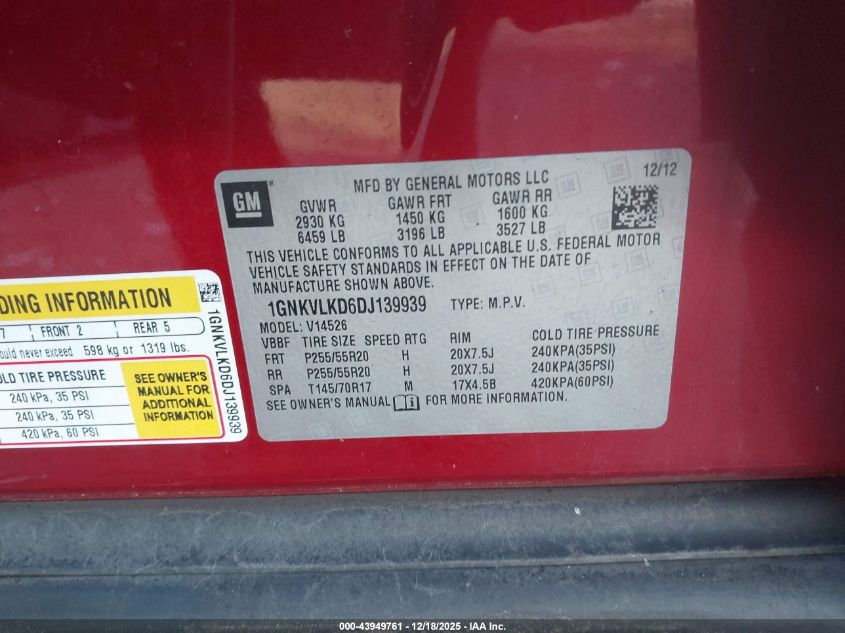 GM
MFD BY GENERAL MOTORS LLC
12/12
GVWR GAWR FRT GAWR RR
2930 KG 1450 KG 1600 KG
6459 LB 3196 LB 3527 LB
THIS VEHICLE CONFORMS TO ALL APPLICABLE U.S. FEDERAL MOTOR
VEHICLE SAFETY STANDARDS IN EFFECT ON THE DATE OF
MANUFACTURE SHOWN ABOVE.
1GNKVLKD6DJ139939 TYPE: M.P.V.
MODEL: V14526
VBBF TIRE SIZE SPEED RTG RIM COLD TIRE PRESSURE
FRT P255/55R20 H 20X7.5J 240KPA(35PSI)
RR P255/55R20 H 20X7.5J 240KPA(35PSI)
SPA T145/70R17 M 17X4.5B 420KPA(60PSI)
SEE OWNER'S MANUAL FOR MORE INFORMATION.
DING INFORMATION
7 FRONT 2 REAR 5
ould never exceed 598 kg or 1319 lbs.
OLD TIRE PRESSURE
240 kPa, 35 PSI
240 kPa, 35 PSI
420 kPa, 60 PSI
SEE OWNER'S
MANUAL FOR
ADDITIONAL
INFORMATION
1GNKVLKD6DJ139939
000-43949761 - 12/18/2025 - IAA Inc.